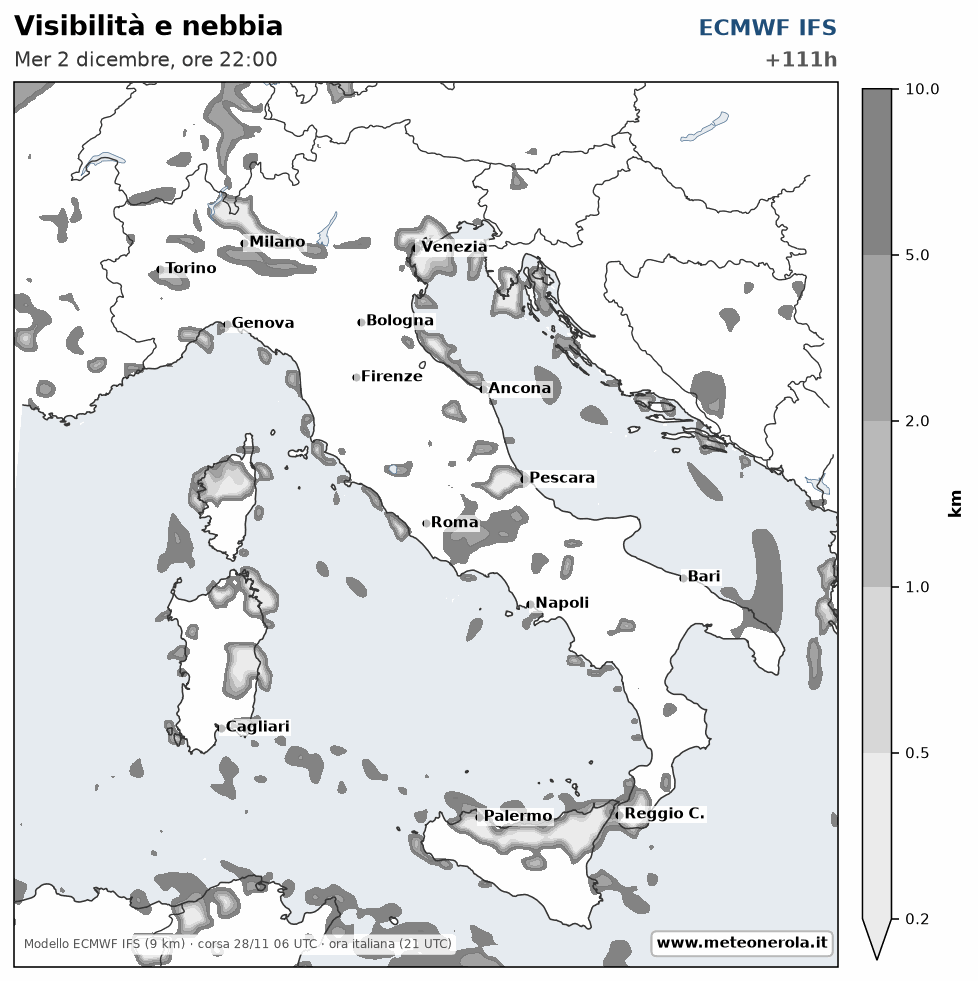 Visibilità e nebbia
ECMWF IFS
Mer 2 dicembre, ore 22:00
+111h
10.0
5.0
2.0
1.0
0.5
0.2
km
Milano
Venezia
Torino
Genova
Bologna
Firenze
Ancona
Pescara
Roma
Bari
Napoli
Cagliari
Palermo
Reggio C.
Modello ECMWF IFS (9 km) · corsa 28/11 06 UTC · ora italiana (21 UTC)
www.meteonerola.it